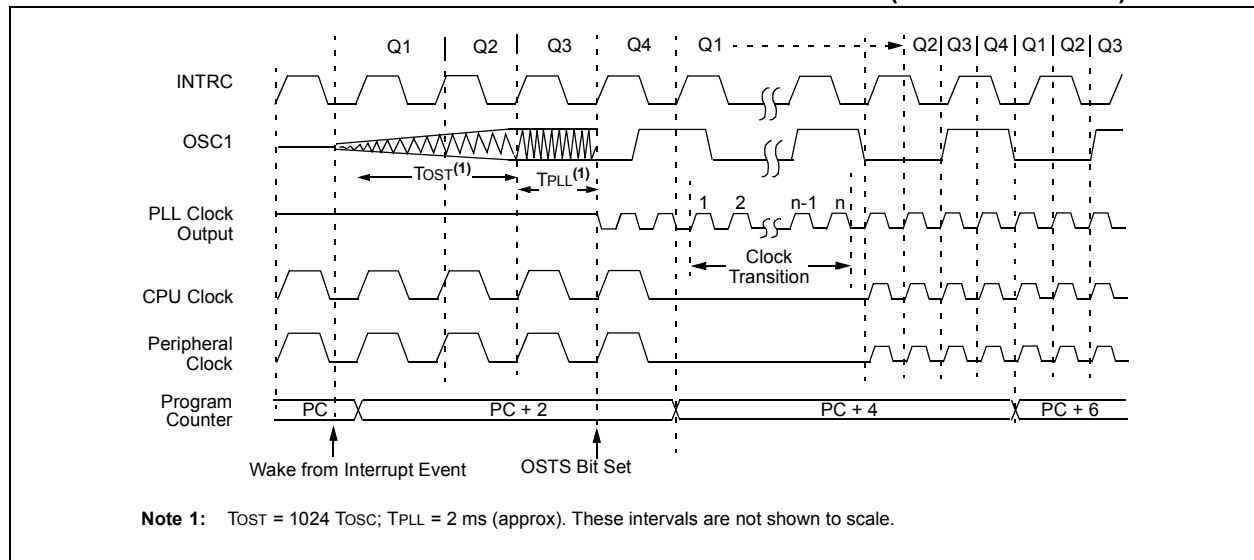 Q1 Q2 Q3 Q4 Q1 Q2 Q3 Q4 Q1 Q2 Q3
INTRC
OSC1
TOST(1) TPLL(1)
1 2 n-1 n
PLL Clock
Output
Clock
Transition
CPU Clock
Peripheral
Clock
Program
Counter
PC PC + 2 PC + 4 PC + 6
Wake from Interrupt Event OSTS Bit Set
Note 1: TOST = 1024 TOSC; TPLL = 2 ms (approx). These intervals are not shown to scale.